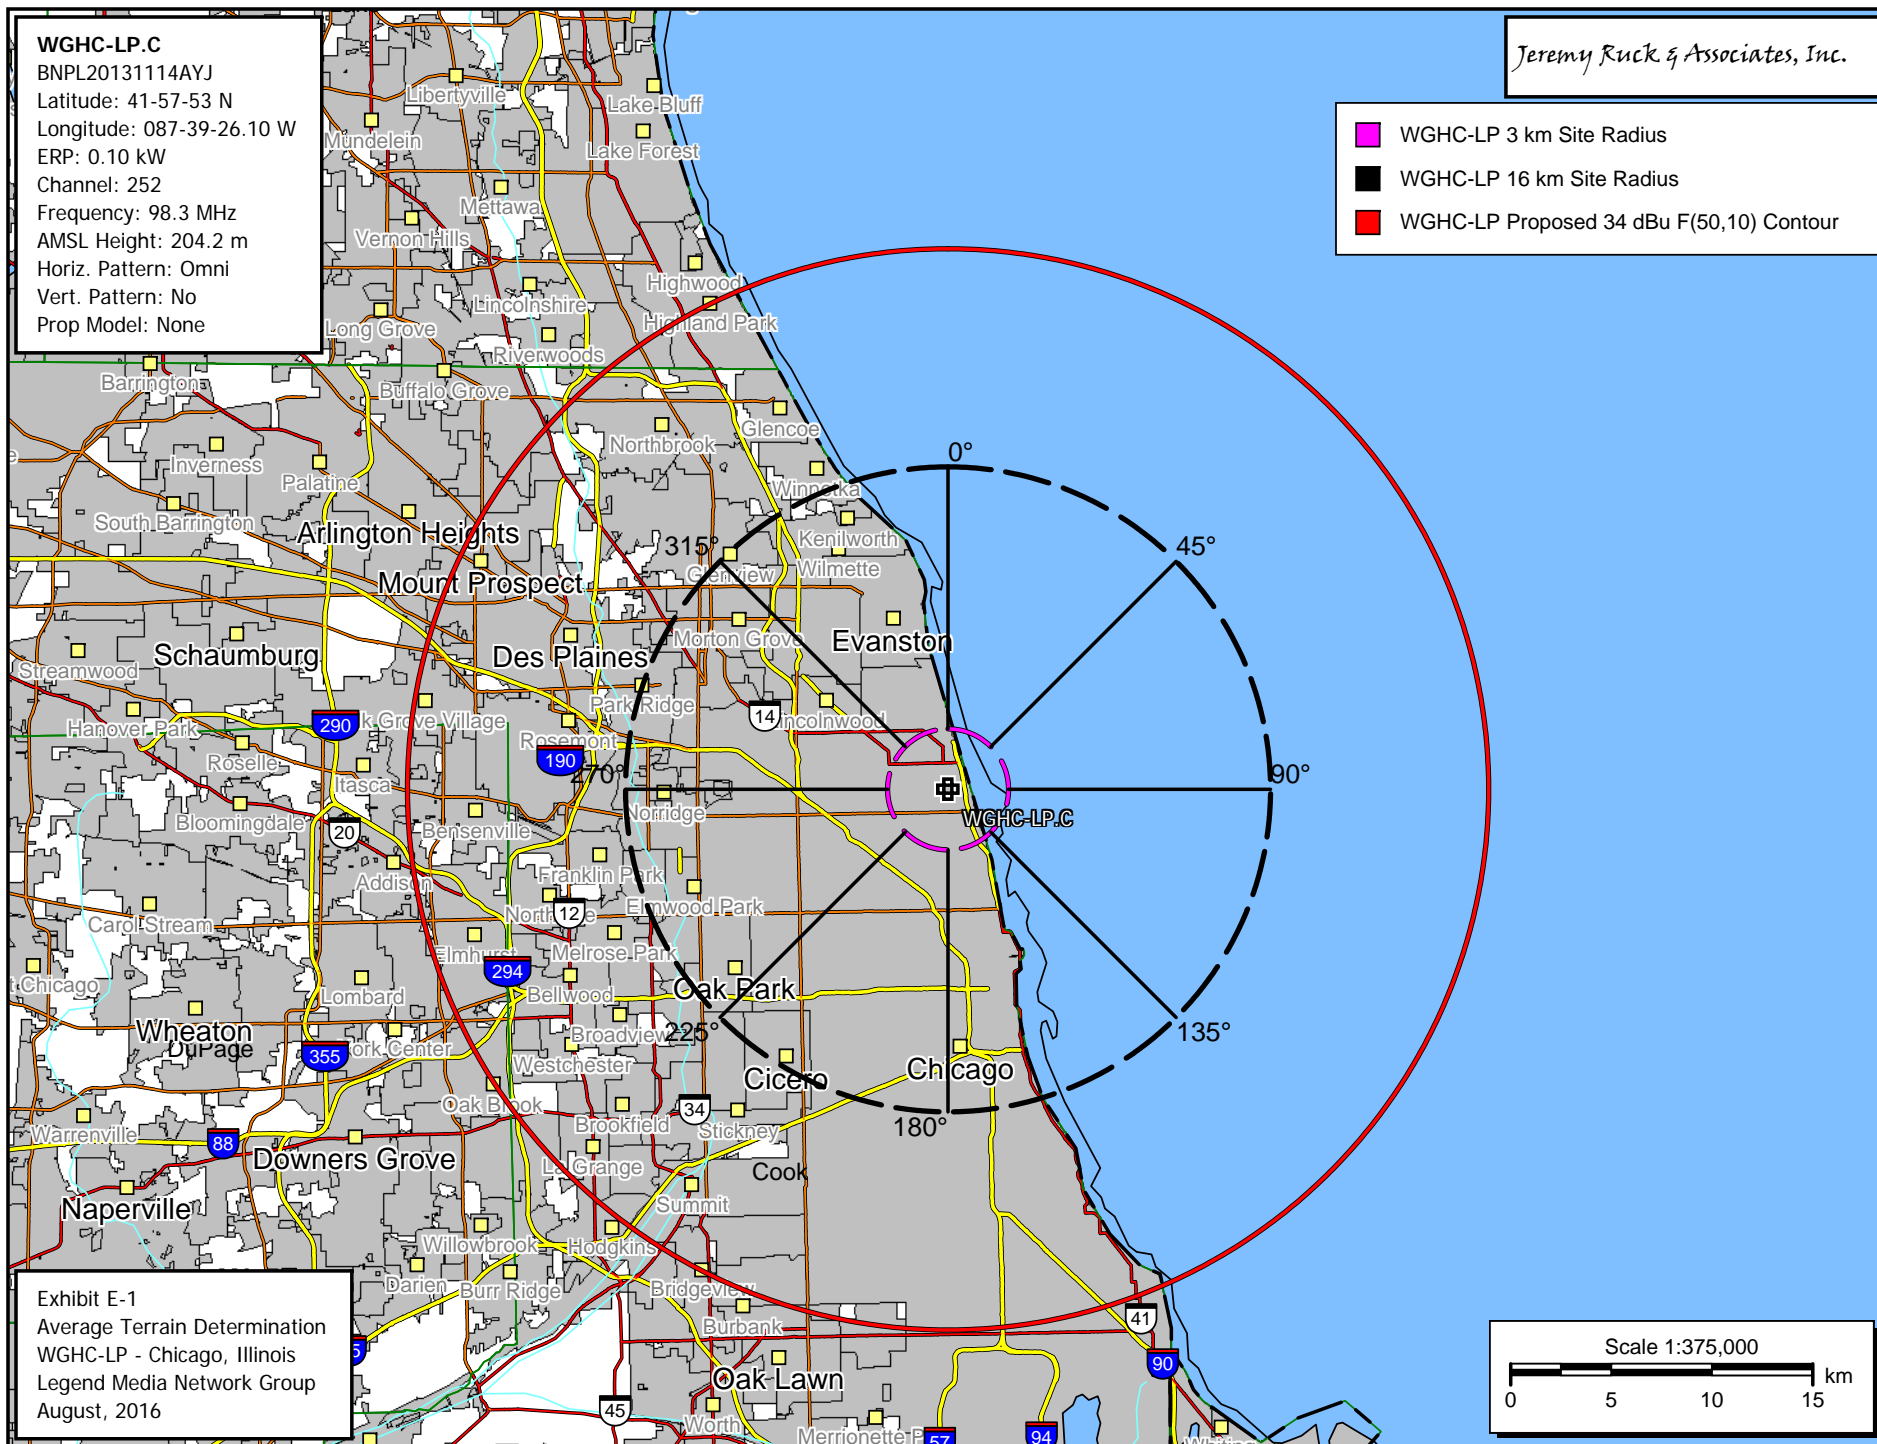 WGHC-LP.C
BNPL20131114AYJ
Latitude: 41-57-53 N
Longitude: 087-39-26.10 W
ERP: 0.10 kW
Channel: 252
Frequency: 98.3 MHz
AMSL Height: 204.2 m
Horiz. Pattern: Omni
Vert. Pattern: No
Prop Model: None
Jeremy Ruck & Associates, Inc.
WGHC-LP 3 km Site Radius
WGHC-LP 16 km Site Radius
WGHC-LP Proposed 34 dBu F(50,10) Contour
Libertyville
Lake Bluff
Mundelein
Lake Forest
Mettawa
Vernon Hills
Highwood
Lincolnshire
Highland Park
Long Grove
Riverwoods
Barrington
Buffalo Grove
Glencoe
Northbrook
Inverness
0°
Palatine
Winnetka
South Barrington
Arlington Heights
Kenilworth
315°
45°
Wilmette
Glenview
Mount Prospect
Morton Grove
Evanston
Schaumburg
Des Plaines
Streamwood
Park Ridge
14
Lincolnwood
Hanover Park
290
k Grove Village
Rosemont
190
Roselle
270°
90°
Itasca
Norridge
WGHC-LP.C
Bloomingdale
20
Bensenville
Franklin Park
Addison
Elmwood Park
12
Carol Stream
Elmhurst
Melrose Park
294
t Chicago
Lombard
Bellwood
Oak Park
Wheaton
DuPage
Broadview
225°
135°
355
ork Center
Westchester
Cicero
Chicago
Oak Brook
34
Brookfield
Stickney
180°
Warrenville
88
Downers Grove
La Grange
Cook
Naperville
Summit
Willowbrook
Hodgkins
Darien
Burr Ridge
Bridgeview
Burbank
41
90
5
Oak Lawn
45
Worth
Merrionette P
57
94
Whiting
Exhibit E-1
Average Terrain Determination
WGHC-LP - Chicago, Illinois
Legend Media Network Group
August, 2016
Scale 1:375,000
km
0 5 10 15